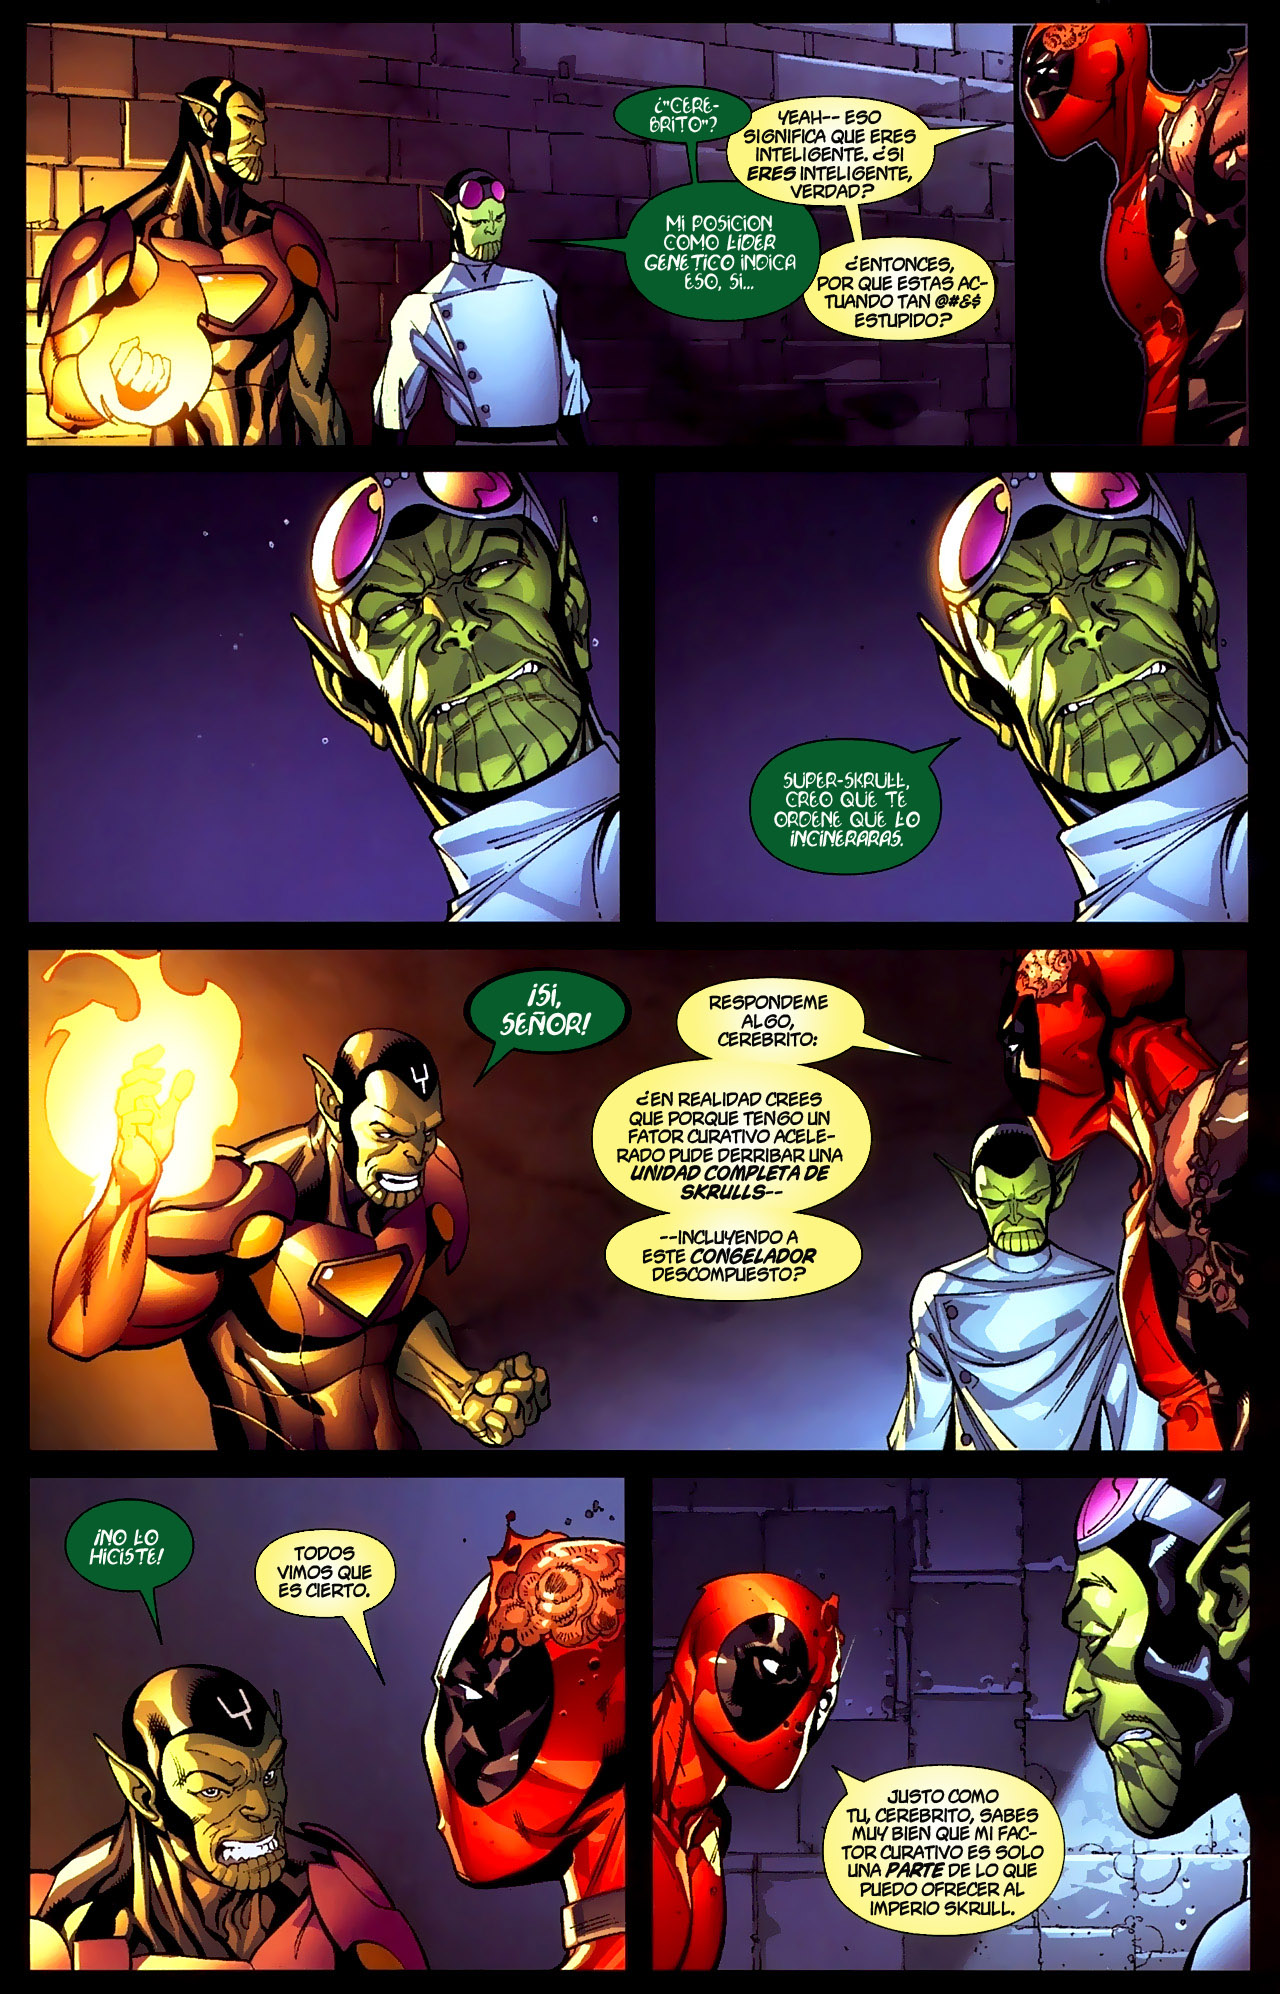 ¿"CERE-
BRITO"?
YEAH-- ESO
SIGNIFICA QUE ERES
INTELIGENTE. ¿SI
ERES INTELIGENTE,
VERDAD?
MI POSICION
COMO LIDER
GENETICO INDICA
ESO, SI...
¿ENTONCES,
POR QUE ESTAS AC-
TUANDO TAN @#&$
ESTUPIDO?
SUPER-SKRULL,
CREO QUE TE
ORDENE QUE LO
INCINERARAS.
¡SI,
SEÑOR!
RESPONDEME
ALGO,
CEREBRITO:
¿EN REALIDAD CREES
QUE PORQUE TENGO UN
FATOR CURATIVO ACELE-
RADO PUDE DERRIBAR UNA
UNIDAD COMPLETA DE
SKRULLS--
--INCLUYENDO A
ESTE CONGELADOR
DESCOMPUESTO?
¡NO LO
HICISTE!
TODOS
VIMOS QUE
ES CIERTO.
JUSTO COMO
TU, CEREBRITO, SABES
MUY BIEN QUE MI FAC-
TOR CURATIVO ES SOLO
UNA PARTE DE LO QUE
PUEDO OFRECER AL
IMPERIO SKRULL.